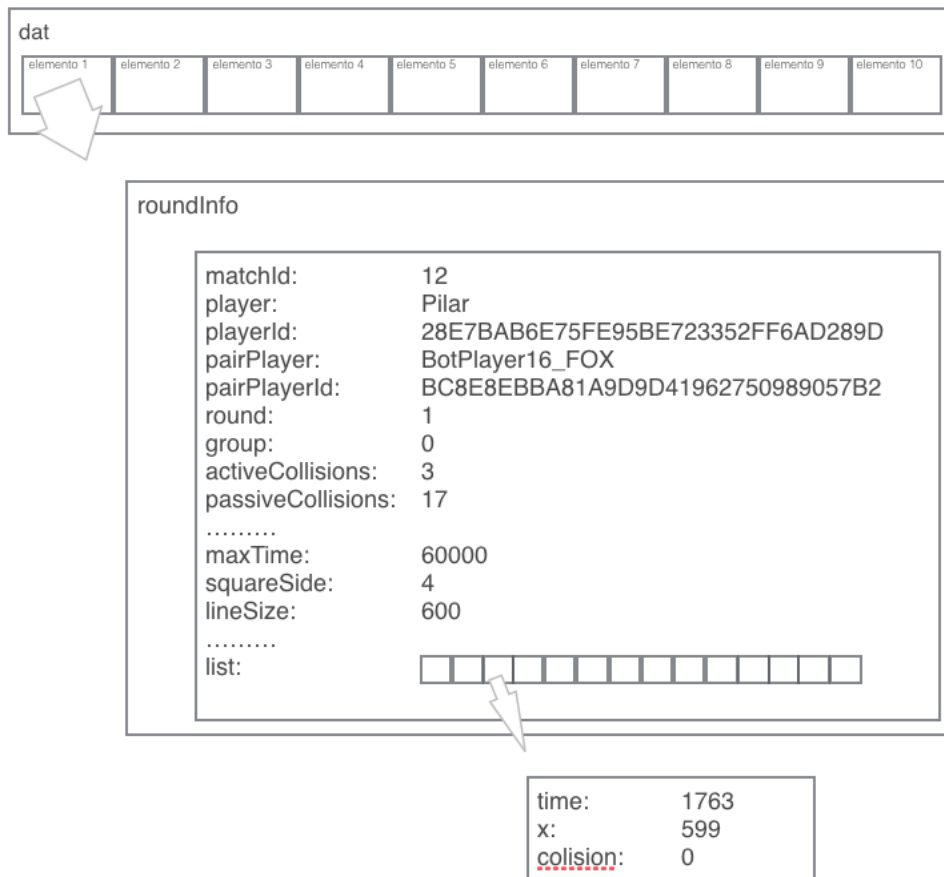 dat
elemento 1 elemento 2 elemento 3 elemento 4 elemento 5 elemento 6 elemento 7 elemento 8 elemento 9 elemento 10
roundInfo
matchId: 12
player: Pilar
playerId: 28E7BAB6E75FE95BE723352FF6AD289D
pairPlayer: BotPlayer16_FOX
pairPlayerId: BC8E8EBBA81A9D9D41962750989057B2
round: 1
group: 0
activeCollisions: 3
passiveCollisions: 17
.........
maxTime: 60000
squareSide: 4
lineSize: 600
.........
list:
time: 1763
x: 599
colision: 0